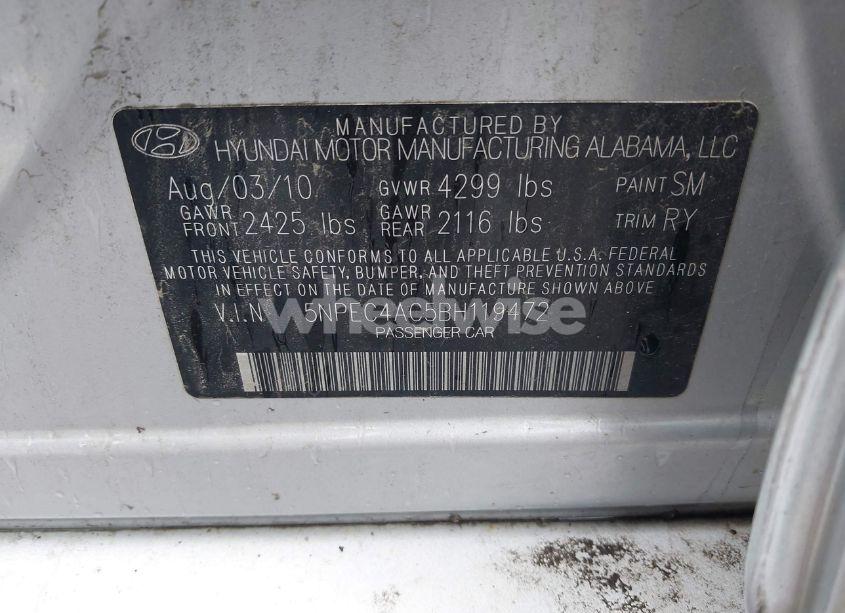 MANUFACTURED BY
HYUNDAI MOTOR MANUFACTURING ALABAMA, LLC
Aug/03/10 GVWR 4299 lbs PAINT SM
GAWR FRONT 2425 lbs GAWR REAR 2116 lbs TRIM RY
THIS VEHICLE CONFORMS TO ALL APPLICABLE U.S.A. FEDERAL
MOTOR VEHICLE SAFETY, BUMPER, AND THEFT PREVENTION STANDARDS
IN EFFECT ON THE DATE OF MANUFACTURE SHOWN ABOVE
V.I.N. 5NPEC4AC5BH119472
wheelwise
PASSENGER CAR